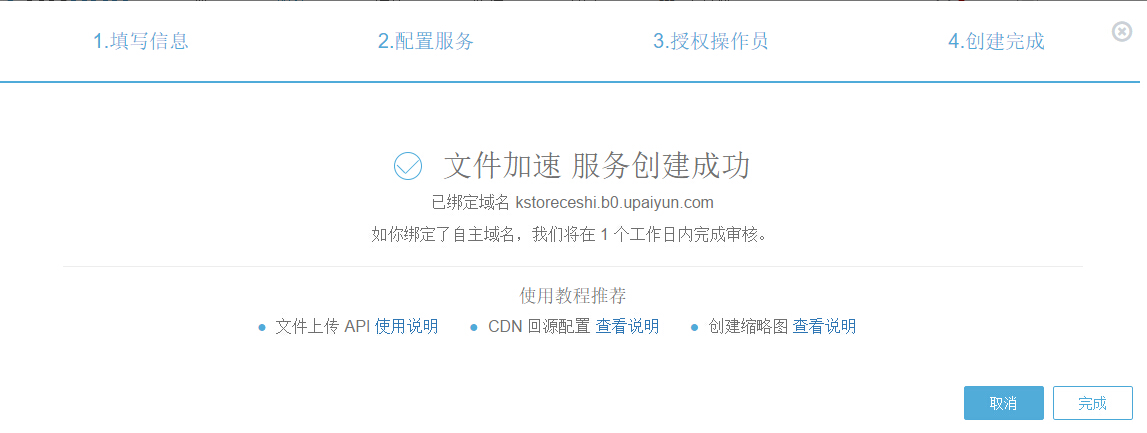 1.填写信息 2.配置服务 3.授权操作员 4.创建完成
文件加速 服务创建成功
已绑定域名 kstoreceshi.b0.upaiyun.com
如你绑定了自主域名，我们将在 1 个工作日内完成审核。
使用教程推荐
• 文件上传 API 使用说明 • CDN 回源配置 查看说明 • 创建缩略图 查看说明
取消 完成